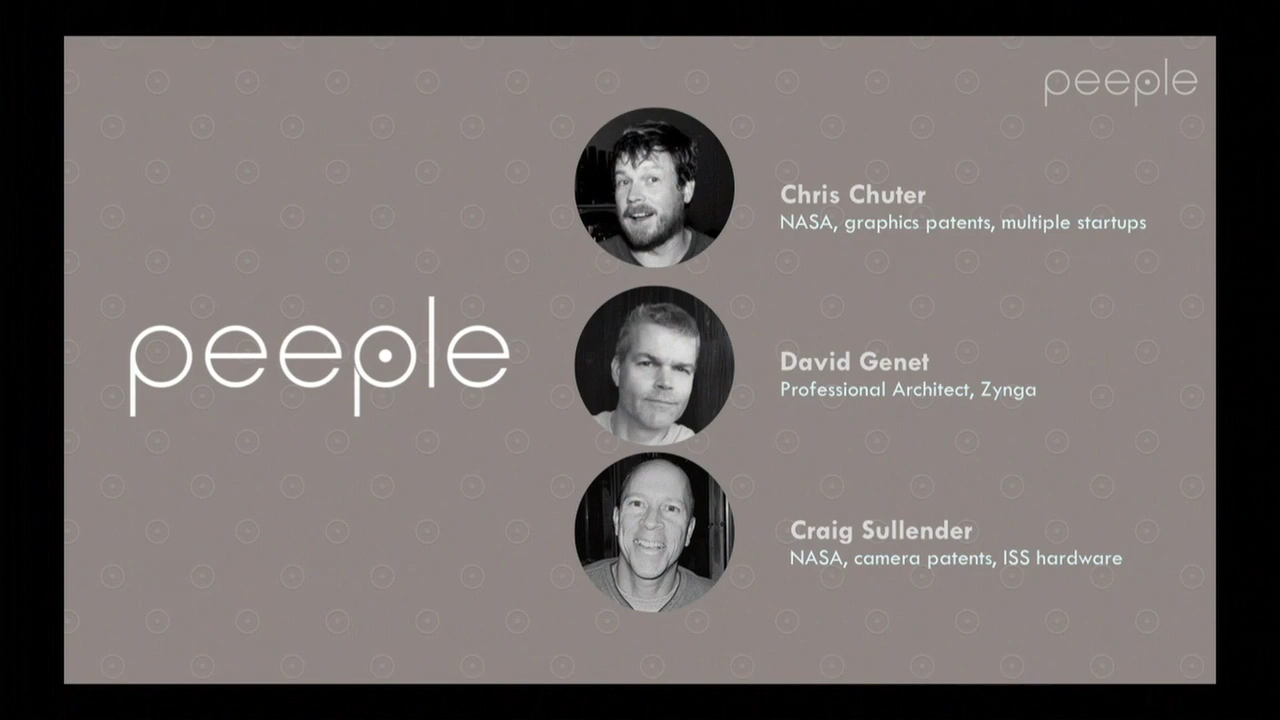 peeple
peeple
Chris Chuter
NASA, graphics patents, multiple startups
David Genet
Professional Architect, Zynga
Craig Sullender
NASA, camera patents, ISS hardware